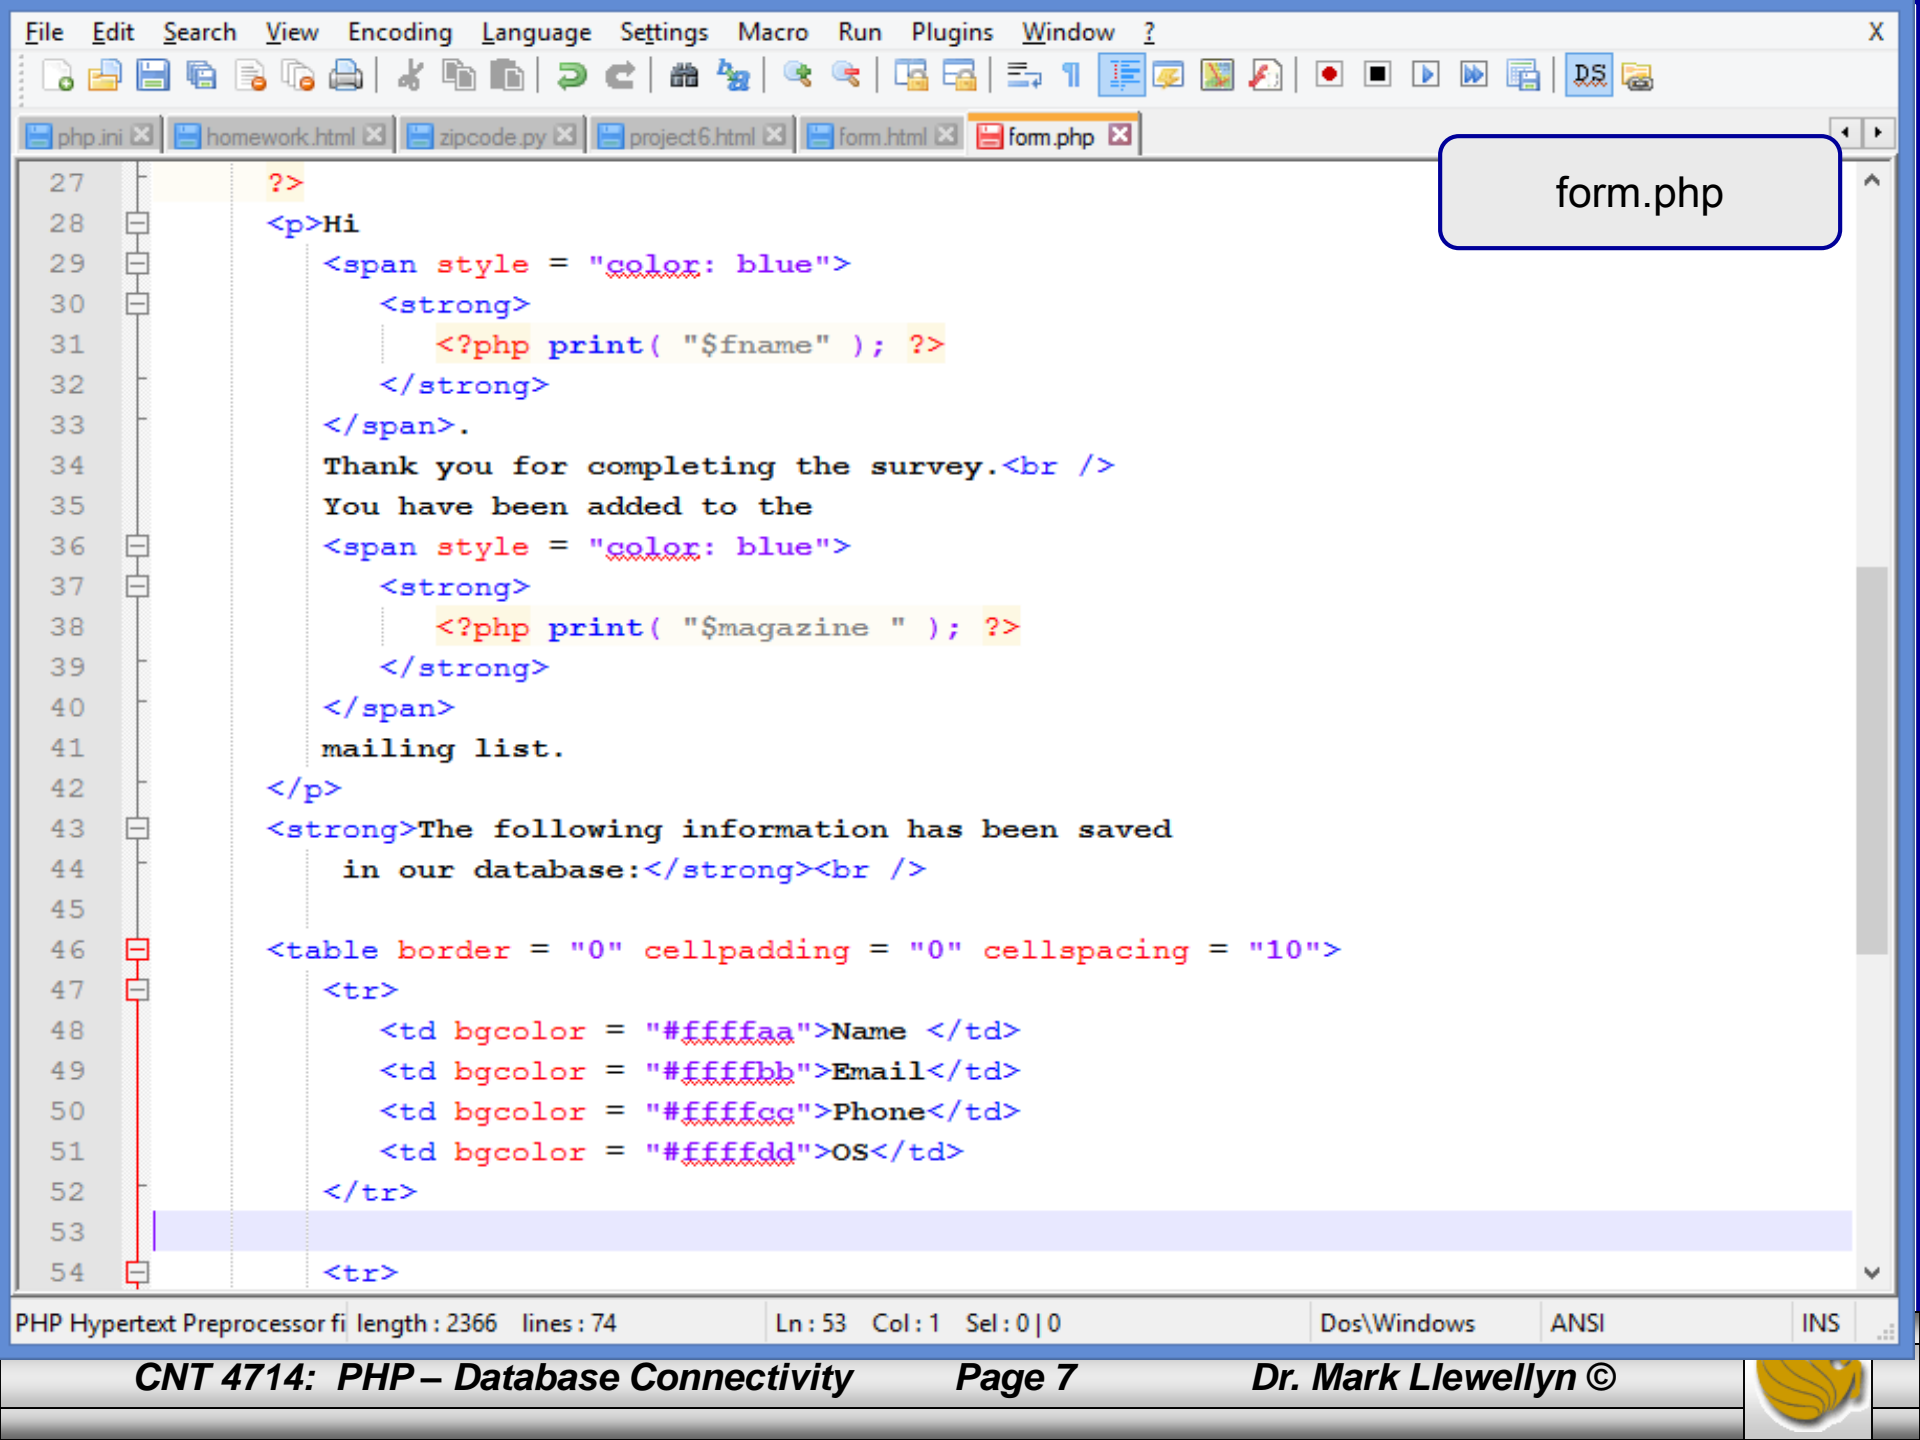 File Edit Search View Encoding Language Settings Macro Run Plugins Window ? X
php.ini homework.html zipcode.py project6.html form.html form.php
form.php
27 ?>
28 <p>Hi
29 <span style = "color: blue">
30 <strong>
31 <?php print( "$fname" ); ?>
32 </strong>
33 </span>.
34 Thank you for completing the survey.<br />
35 You have been added to the
36 <span style = "color: blue">
37 <strong>
38 <?php print( "$magazine " ); ?>
39 </strong>
40 </span>
41 mailing list.
42 </p>
43 <strong>The following information has been saved
44 in our database:</strong><br />
45
46 <table border = "0" cellpadding = "0" cellspacing = "10">
47 <tr>
48 <td bgcolor = "#ffffaa">Name </td>
49 <td bgcolor = "#ffffbb">Email</td>
50 <td bgcolor = "#ffffcc">Phone</td>
51 <td bgcolor = "#ffffdd">OS</td>
52 </tr>
53
54 <tr>
PHP Hypertext Preprocessor fi length : 2366 lines : 74 Ln : 53 Col : 1 Sel : 0 | 0 Dos\Windows ANSI INS
CNT 4714: PHP – Database Connectivity Page 7 Dr. Mark Llewellyn ©